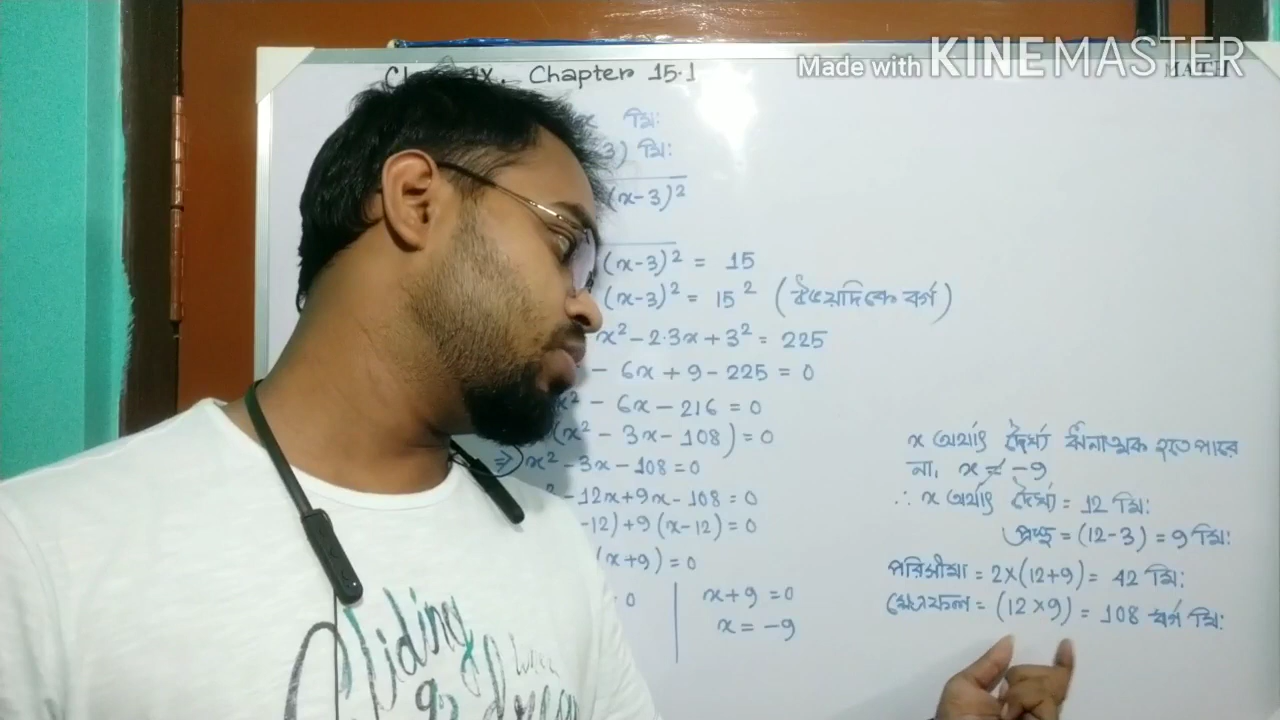 Made with KINEMASTER
Chapter 15.1
x মি:
3) মি:
(x-3)²
(x-3)² = 15
(x-3)² = 15² (উভয়দিকে বর্গ)
x² - 2·3x + 3² = 225
- 6x + 9 - 225 = 0
x² - 6x - 216 = 0
(x² - 3x - 108) = 0
⇒ x² - 3x - 108 = 0
² - 12x + 9x - 108 = 0
-12) + 9(x-12) = 0
(x+9) = 0
0
x + 9 = 0
x = -9
x অর্থাৎ দৈর্ঘ্য ঋনাত্মক হতে পারে
না, x ≠ -9
∴ x অর্থাৎ দৈর্ঘ্য = 12 মি:
প্রস্থ = (12-3) = 9 মি:
পরিসীমা = 2×(12+9) = 42 মি:
ক্ষেত্রফল = (12×9) = 108 বর্গ মি: